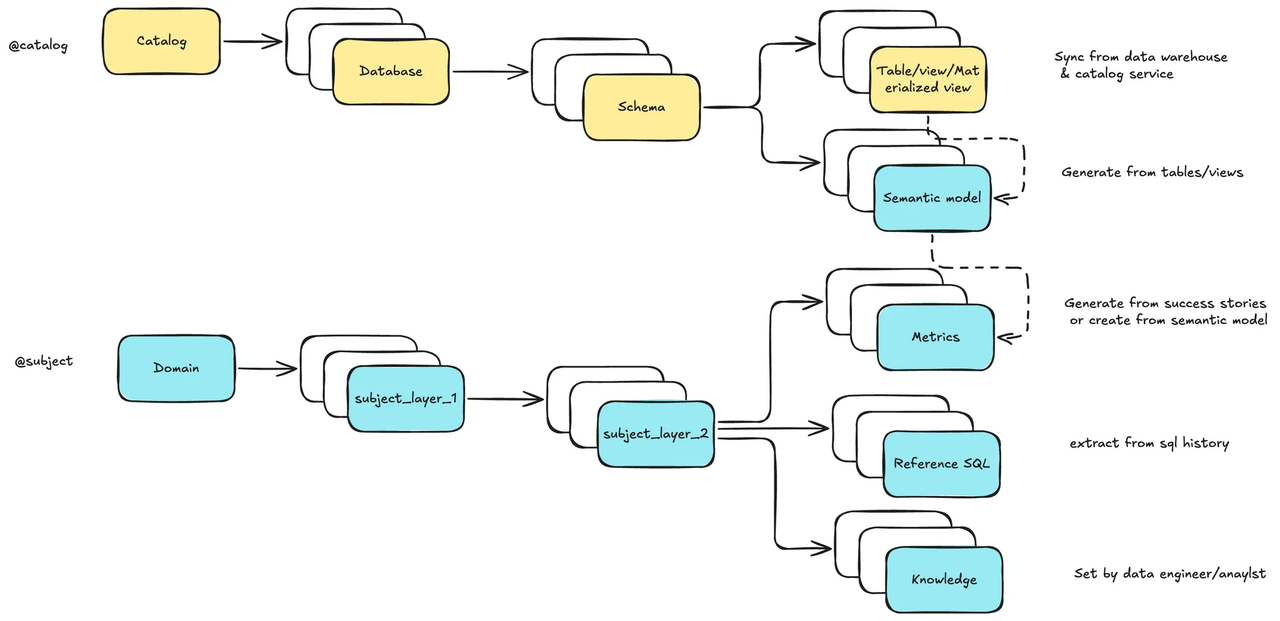 @catalog
Catalog
Database
Schema
Table/view/Mat
erialized view
Sync from data warehouse
& catalog service
Semantic model
Generate from tables/views
@subject
Domain
subject_layer_1
subject_layer_2
Metrics
Generate from success stories
or create from semantic model
Reference SQL
extract from sql history
Knowledge
Set by data engineer/anaylst